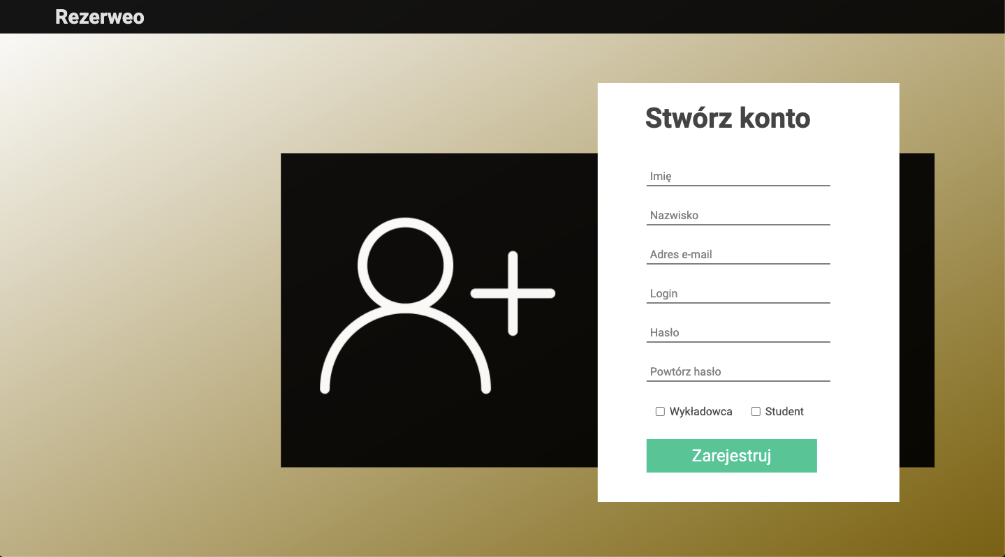 Rezerweo
Stwórz konto
Imię
Nazwisko
Adres e-mail
Login
Hasło
Powtórz hasło
Wykładowca Student
Zarejestruj